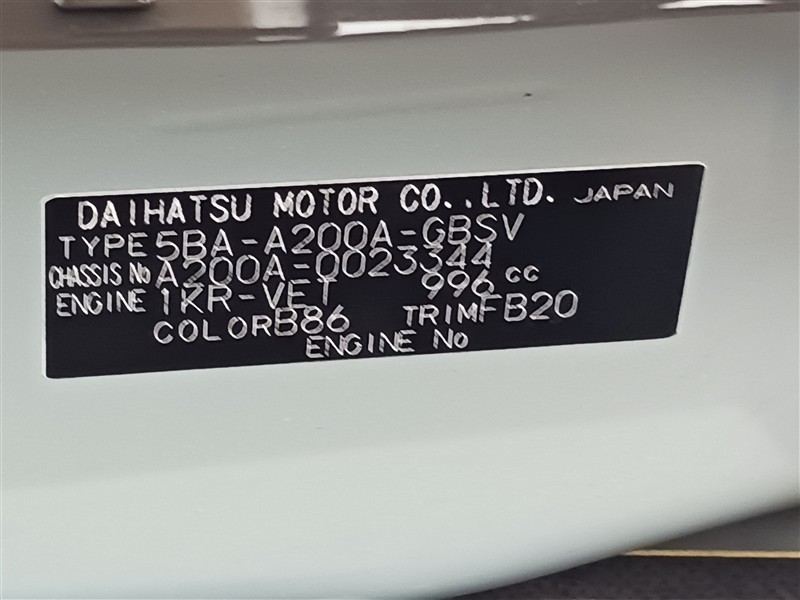 DAIHATSU MOTOR CO.,LTD. JAPAN
TYPE 5BA-A200A-GBSV
CHASSIS No A200A-0023344
ENGINE 1KR-VET 996 cc
COLOR B86 TRIM FB20
ENGINE No